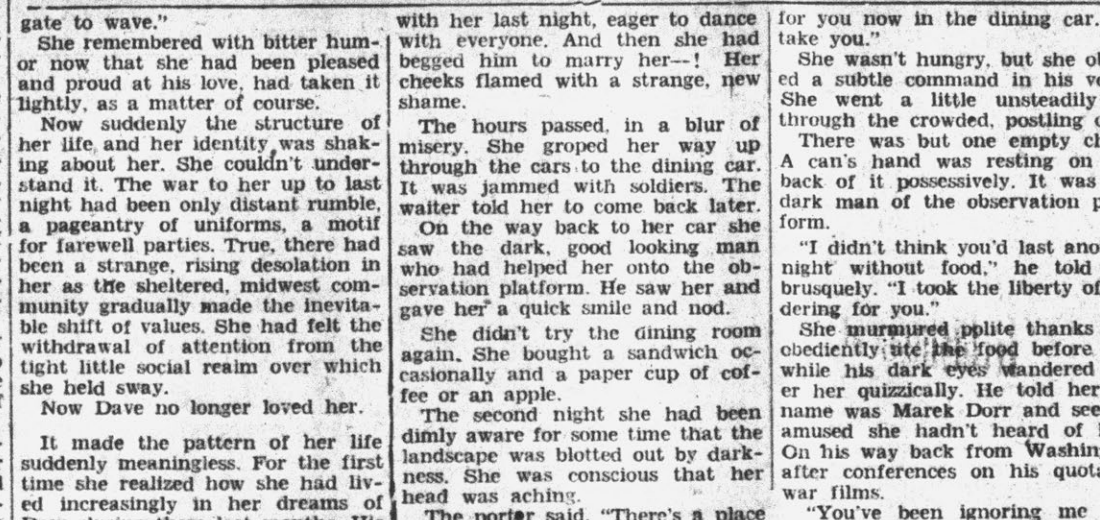 gate to wave."
She remembered with bitter hum-
or now that she had been pleased
and proud at his love, had taken it
lightly, as a matter of course.
Now suddenly the structure of
her life and her identity was shak-
ing about her. She couldn't under-
stand it. The war to her up to last
night had been only distant rumble,
a pageantry of uniforms, a motif
for farewell parties. True, there had
been a strange, rising desolation in
her as the sheltered, midwest com-
munity gradually made the inevita-
ble shift of values. She had felt the
withdrawal of attention from the
tight little social realm over which
she held sway.
Now Dave no longer loved her.
It made the pattern of her life
suddenly meaningless. For the first
time she realized how she had liv-
ed increasingly in her dreams of
with her last night, eager to dance
with everyone. And then she had
begged him to marry her--! Her
cheeks flamed with a strange, new
shame.
The hours passed, in a blur of
misery. She groped her way up
through the cars to the dining car.
It was jammed with soldiers. The
waiter told her to come back later.
On the way back to her car she
saw the dark, good looking man
who had helped her onto the ob-
servation platform. He saw her and
gave her a quick smile and nod.
She didn't try the dining room
again. She bought a sandwich oc-
casionally and a paper cup of cof-
fee or an apple.
The second night she had been
dimly aware for some time that the
landscape was blotted out by dark-
ness. She was conscious that her
head was aching.
The porter said, "There's a place
for you now in the dining car.
take you."
She wasn't hungry, but she
ed a subtle command in his
She went a little unsteadily
through the crowded, postling
There was but one empty
A can's hand was resting on
back of it possessively. It was
dark man of the observation
form.
"I didn't think you'd last
night without food," he told
brusquely. "I took the liberty
dering for you."
She murmured polite thanks
obediently ate the food before
while his dark eyes wandered
er her quizzically. He told her
name was Marek Dorr and
amused she hadn't heard of
On his way back from
after conferences on his
war films.
"You've been ignoring me